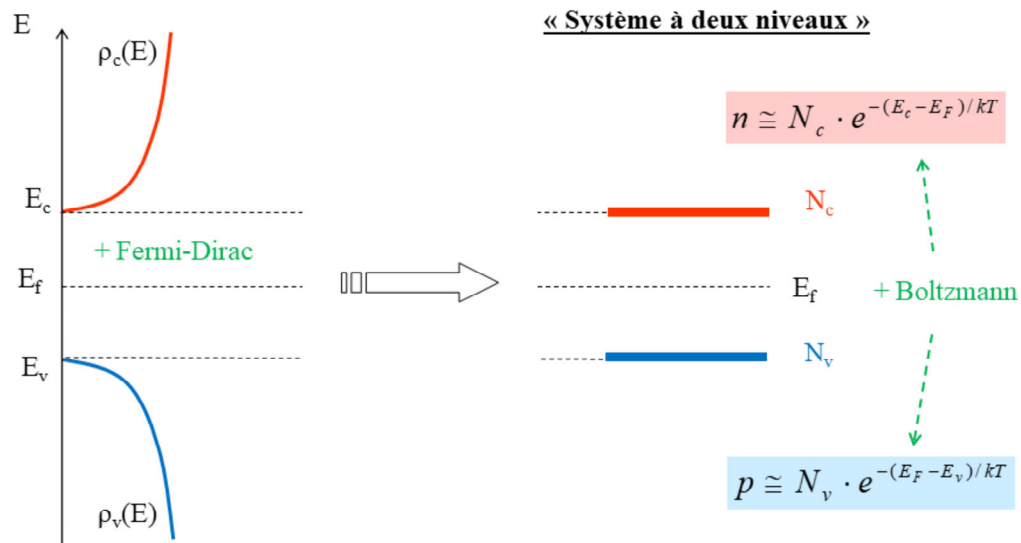 « Système à deux niveaux »
E
ρc(E)
Ec
+ Fermi-Dirac
Ef
Ev
ρv(E)
n ≅ Nc · e^-(Ec-EF)/kT
Nc
Ef
+ Boltzmann
Nv
p ≅ Nv · e^-(EF-Ev)/kT